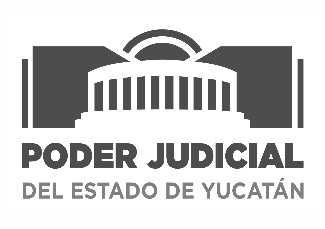 PODER JUDICIAL
DEL ESTADO DE YUCATÁN